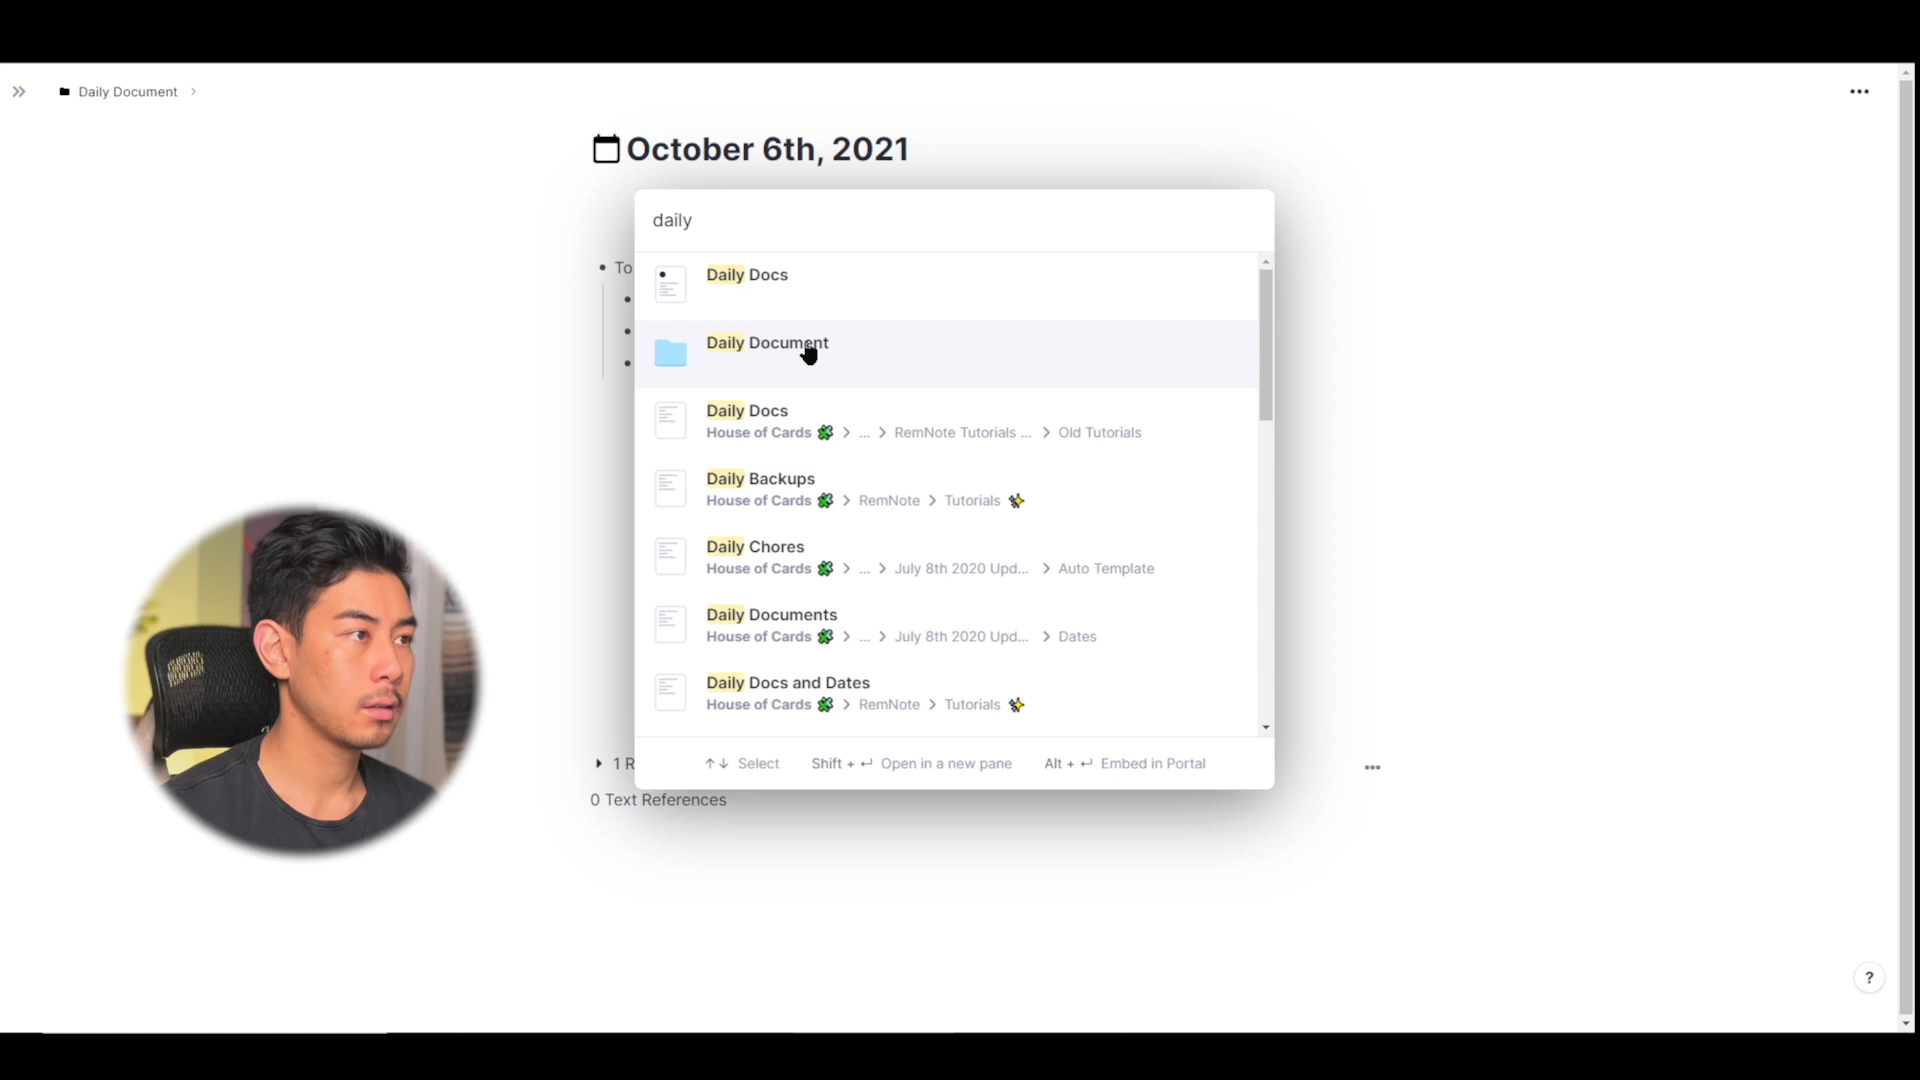 Daily Document
October 6th, 2021
daily
To
Daily Docs
Daily Document
Daily Docs
House of Cards > ... > RemNote Tutorials ... > Old Tutorials
Daily Backups
House of Cards > RemNote > Tutorials
Daily Chores
House of Cards > ... > July 8th 2020 Upd... > Auto Template
Daily Documents
House of Cards > ... > July 8th 2020 Upd... > Dates
Daily Docs and Dates
House of Cards > RemNote > Tutorials
1 R
↑↓ Select Shift + ↵ Open in a new pane Alt + ↵ Embed in Portal
0 Text References
?